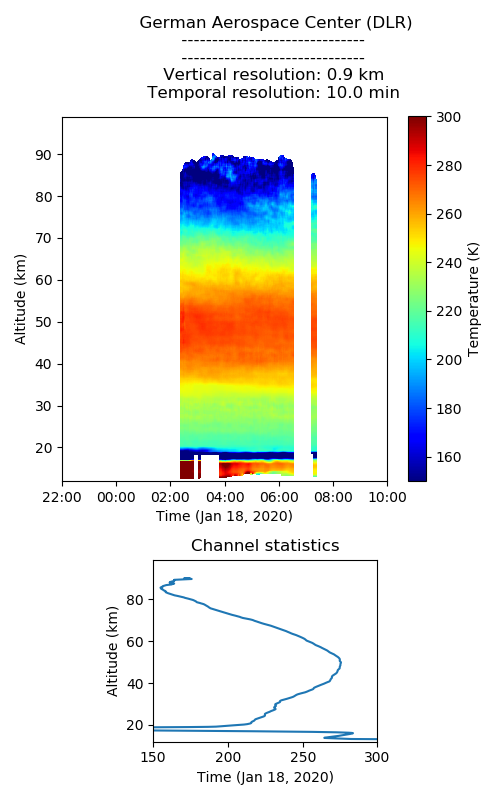 German Aerospace Center (DLR)
----------------------------
----------------------------
Vertical resolution: 0.9 km
Temporal resolution: 10.0 min
90
80
70
60
50
40
30
20
Altitude (km)
22:00 00:00 02:00 04:00 06:00 08:00 10:00
Time (Jan 18, 2020)
300
280
260
240
220
200
180
160
Temperature (K)
Channel statistics
80
60
40
20
Altitude (km)
150 200 250 300
Time (Jan 18, 2020)